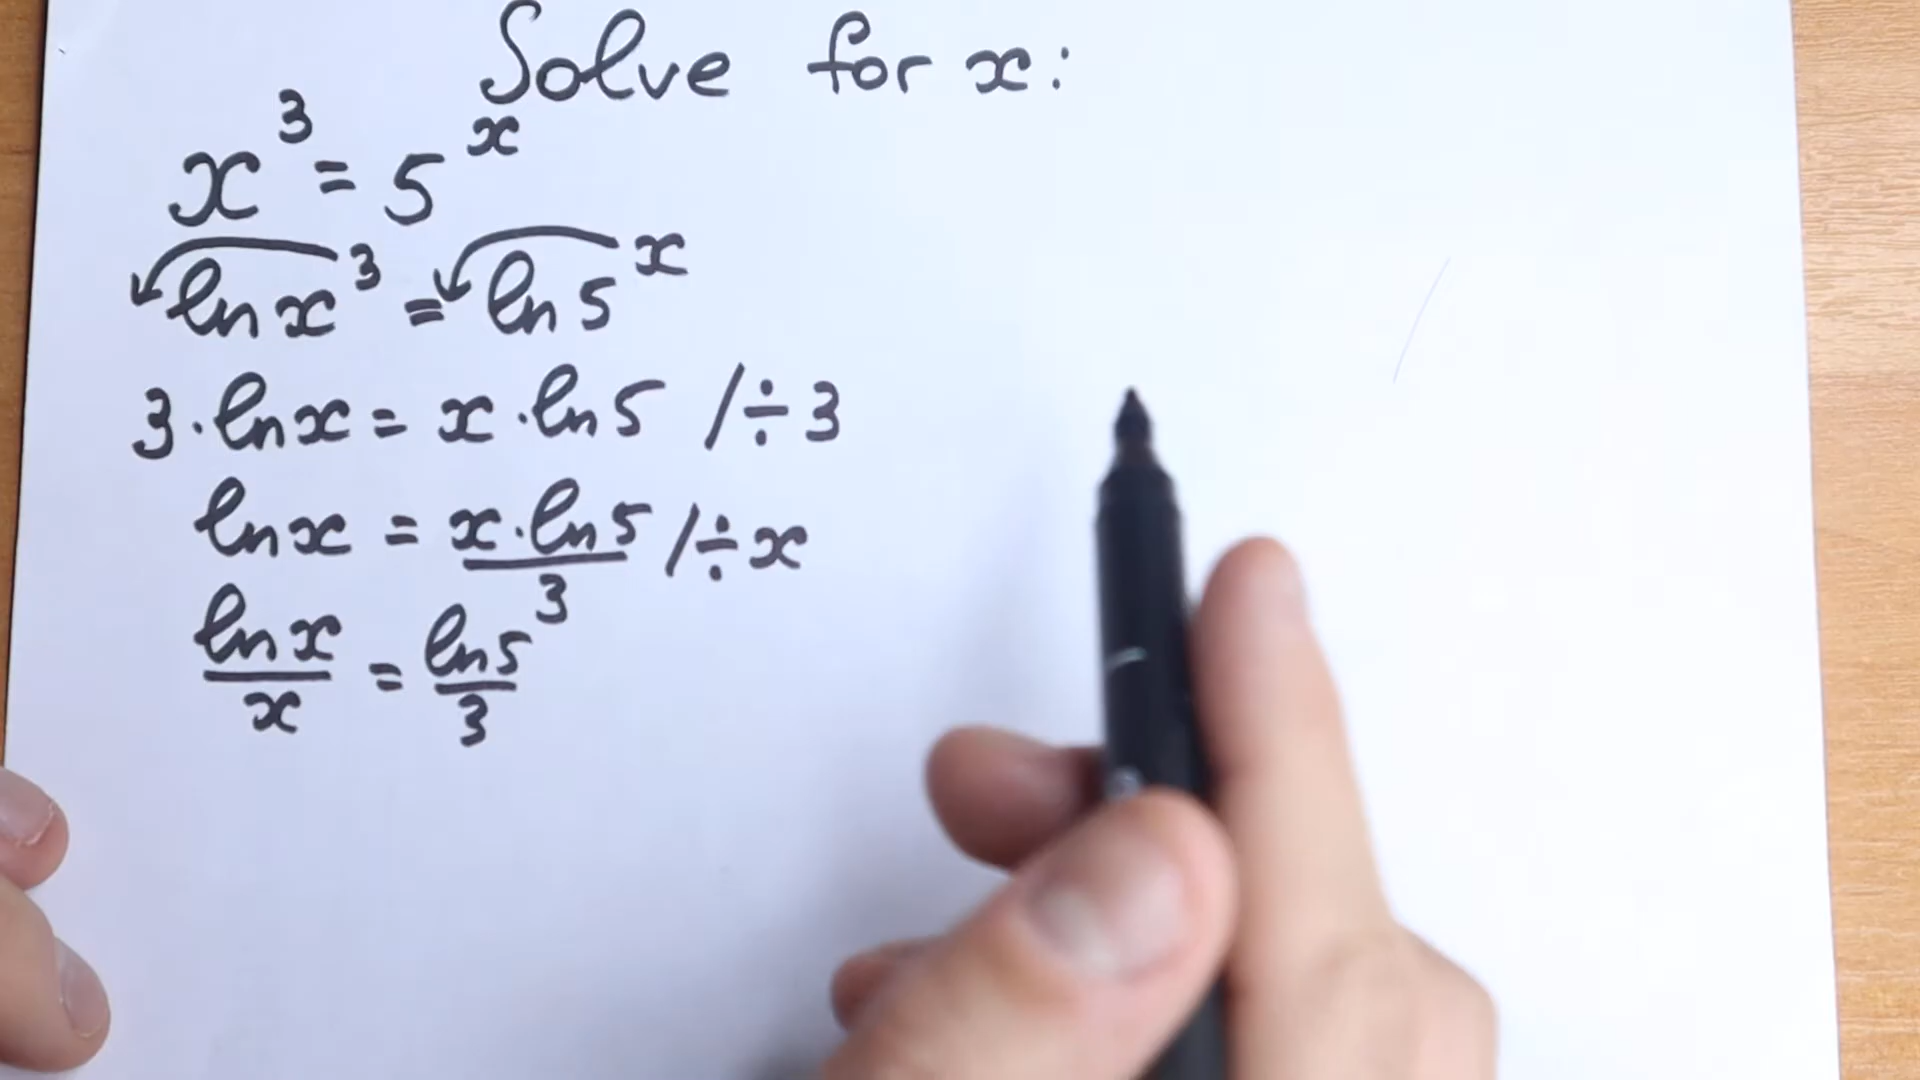 Solve for x:
x³ = 5ˣ
ln x³ = ln 5ˣ
3 · ln x = x · ln 5 / ÷ 3
ln x = x · ln 5 / 3 / ÷ x
ln x / x = ln 5 / 3